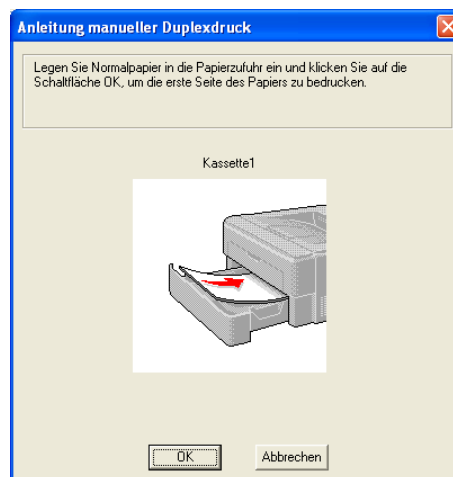 Anleitung manueller Duplexdruck
Legen Sie Normalpapier in die Papierzufuhr ein und klicken Sie auf die
Schaltfläche OK, um die erste Seite des Papiers zu bedrucken.
Kassette1
OK
Abbrechen